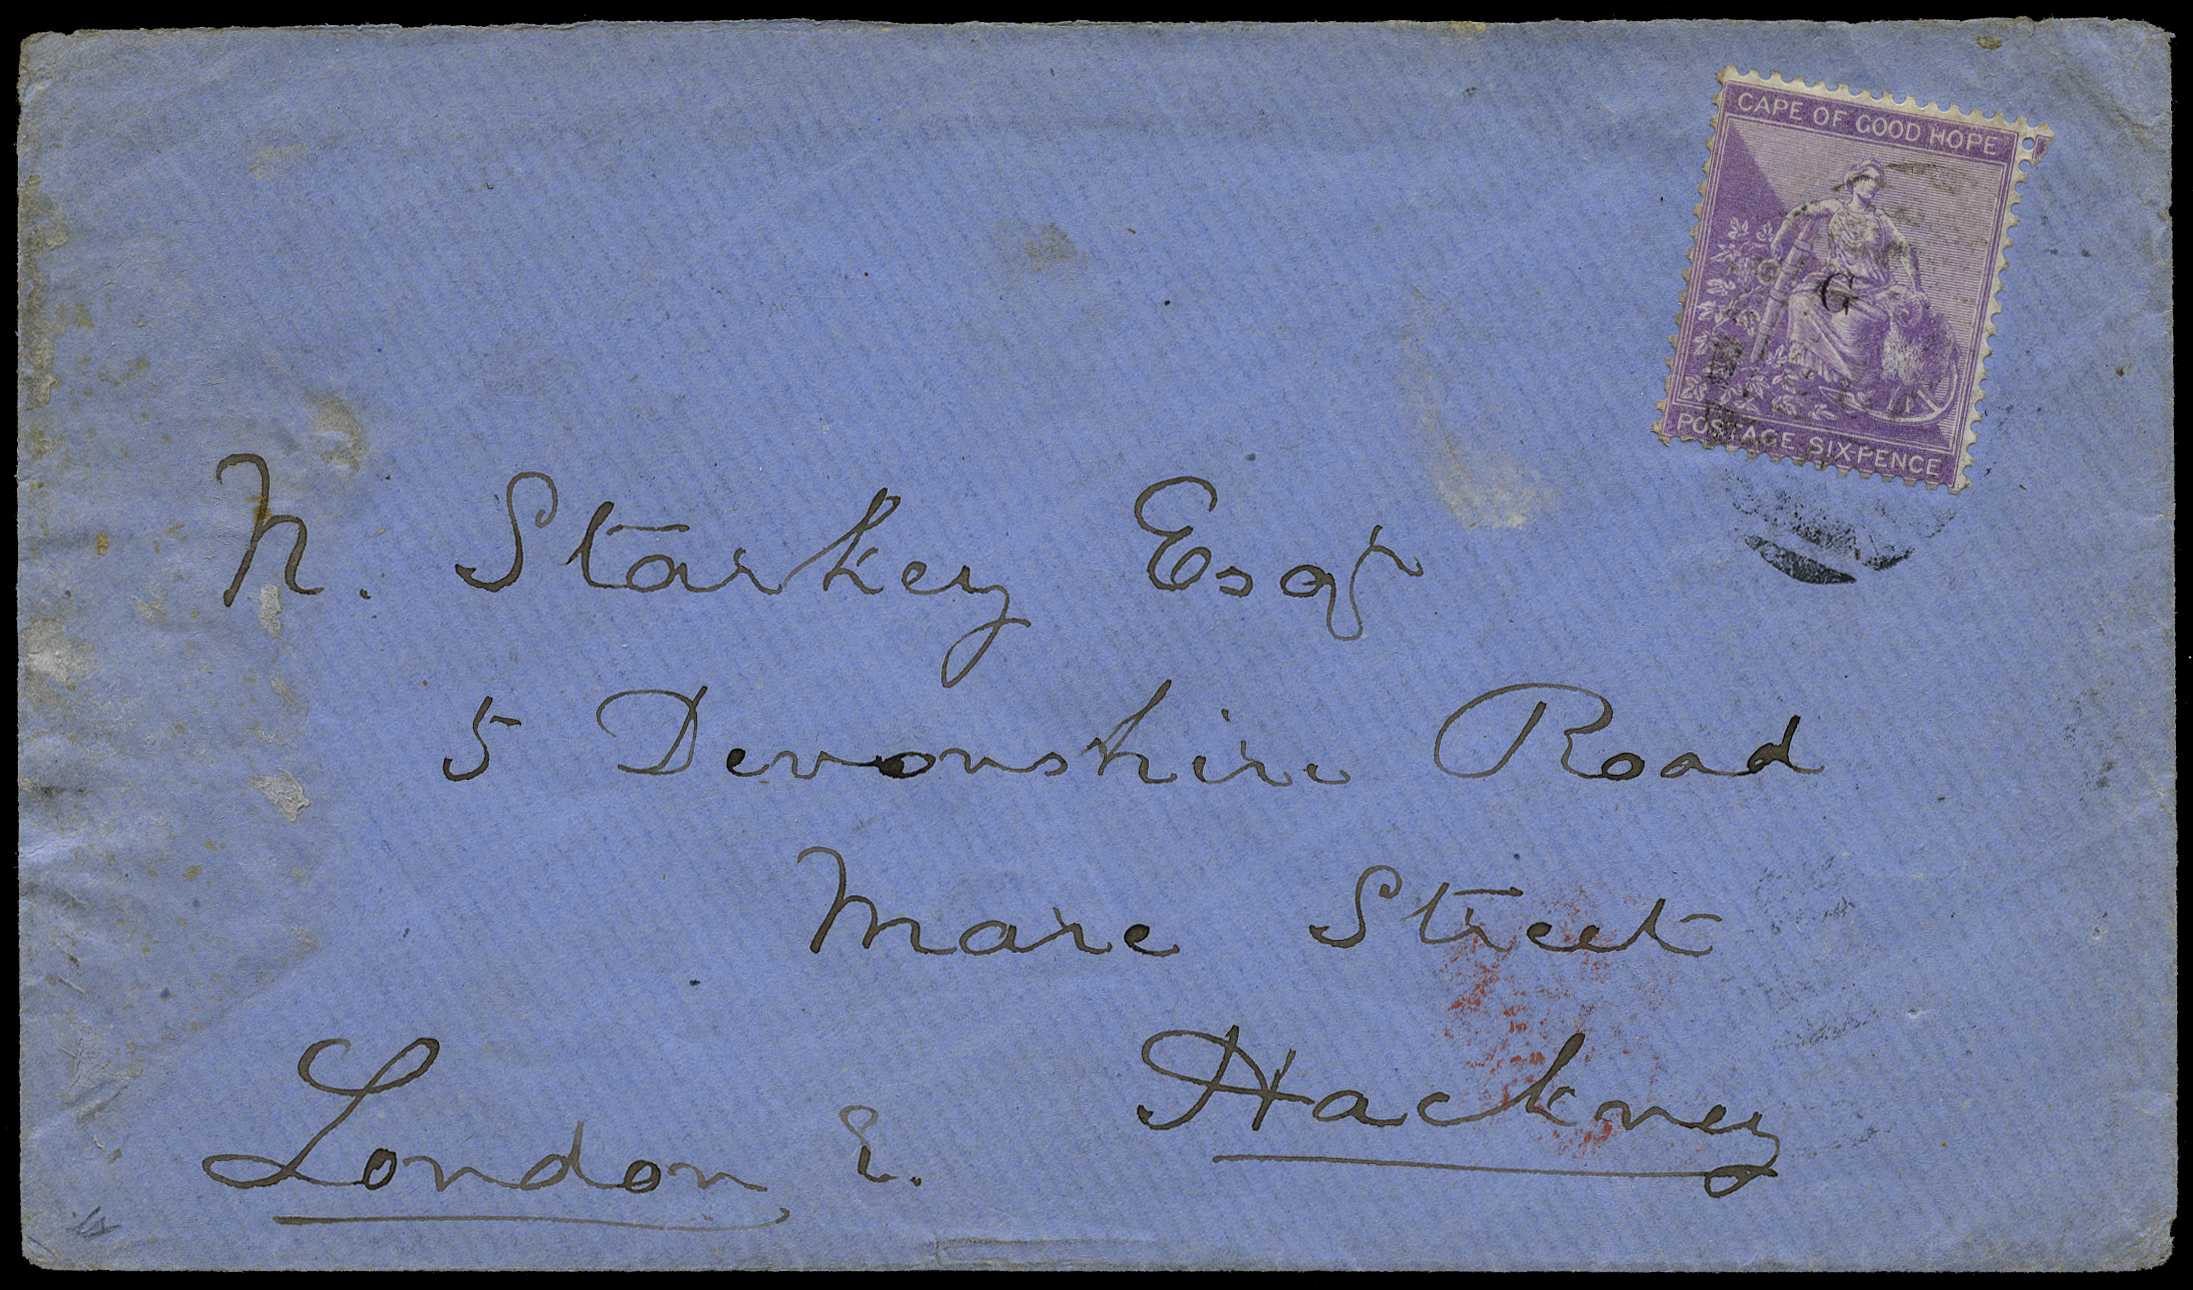 CAPE OF GOOD HOPE
G
POSTAGE SIX-PENCE
N. Starkey Esqr
5 Devonshire Road
Mare Street
Hackney
London E.